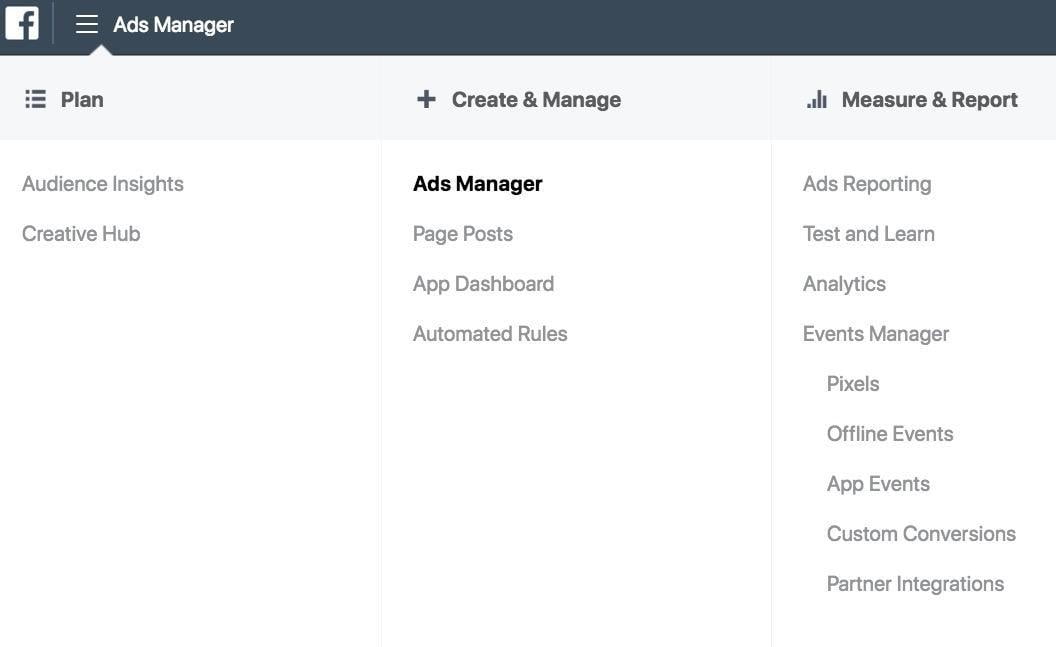 Ads Manager
Plan
Audience Insights
Creative Hub
Create & Manage
Ads Manager
Page Posts
App Dashboard
Automated Rules
Measure & Report
Ads Reporting
Test and Learn
Analytics
Events Manager
Pixels
Offline Events
App Events
Custom Conversions
Partner Integrations